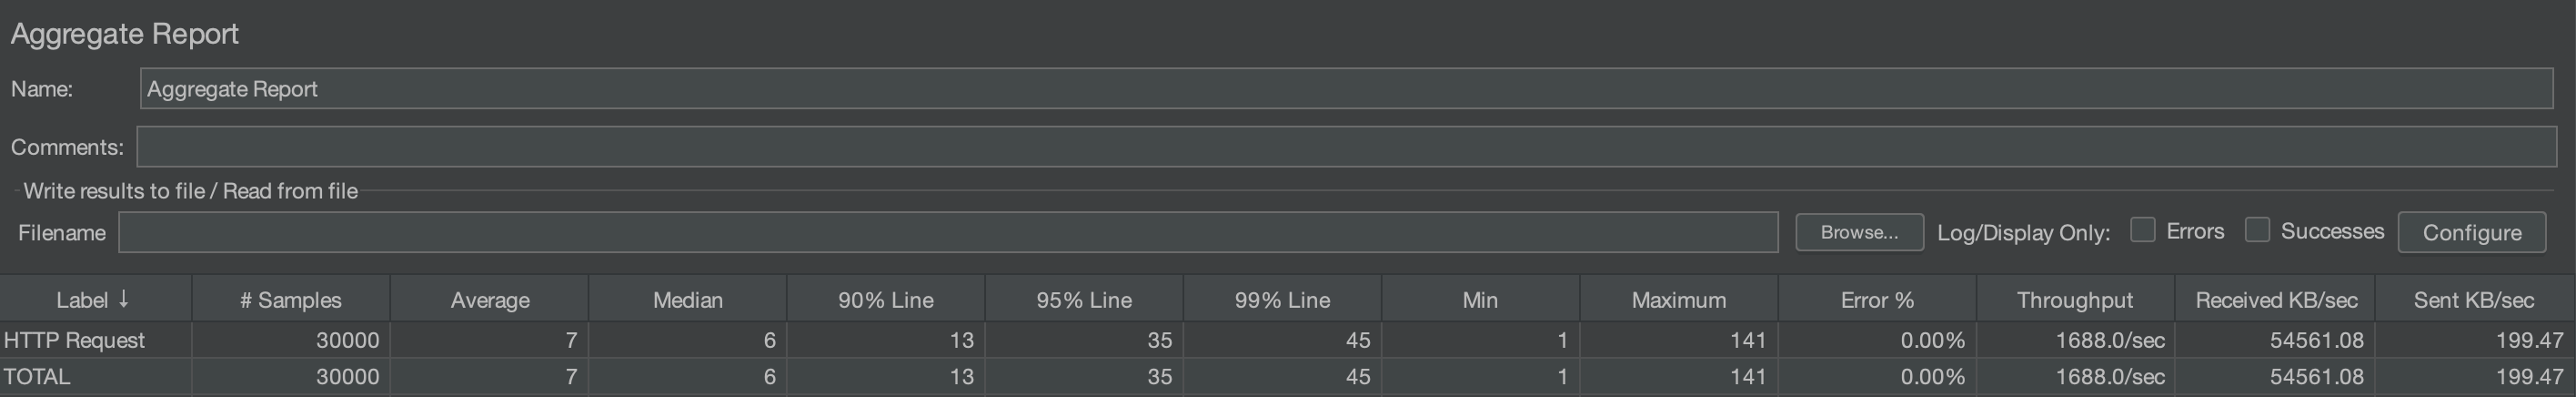 Aggregate Report
Name: Aggregate Report
Comments:
Write results to file / Read from file
Filename Browse... Log/Display Only: Errors Successes Configure
Label ↓ # Samples Average Median 90% Line 95% Line 99% Line Min Maximum Error % Throughput Received KB/sec Sent KB/sec
HTTP Request 30000 7 6 13 35 45 1 141 0.00% 1688.0/sec 54561.08 199.47
TOTAL 30000 7 6 13 35 45 1 141 0.00% 1688.0/sec 54561.08 199.47